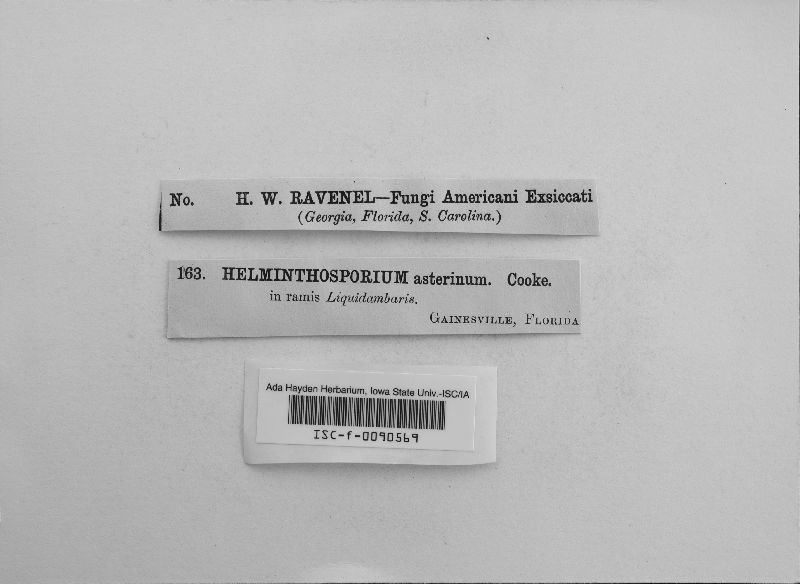 No. H. W. RAVENEL—Fungi Americani Exsiccati
(Georgia, Florida, S. Carolina.)
163. HELMINTHOSPORIUM asterinum. Cooke.
in ramis Liquidambaris.
GAINESVILLE, FLORIDA
Ada Hayden Herbarium, Iowa State Univ.-ISC/IA
ISC-f-0090569